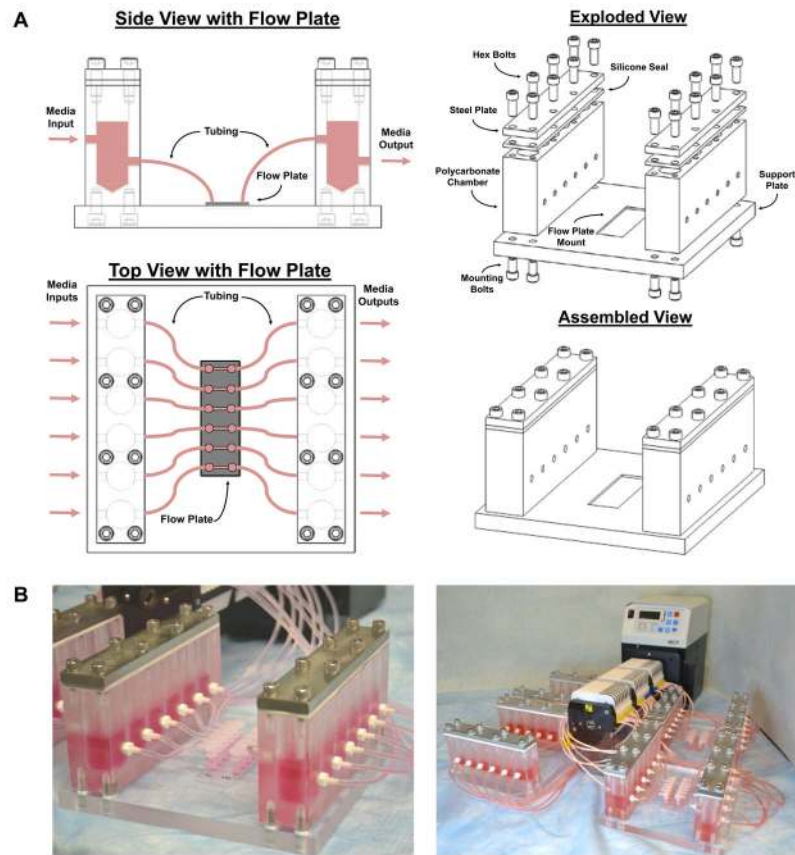 A
Side View with Flow Plate
Media
Input
Tubing
Flow Plate
Media
Output
Top View with Flow Plate
Media
Inputs
Tubing
Media
Outputs
Flow Plate
Exploded View
Hex Bolts
Silicone Seal
Steel Plate
Polycarbonate
Chamber
Support
Plate
Flow Plate
Mount
Mounting
Bolts
Assembled View
B